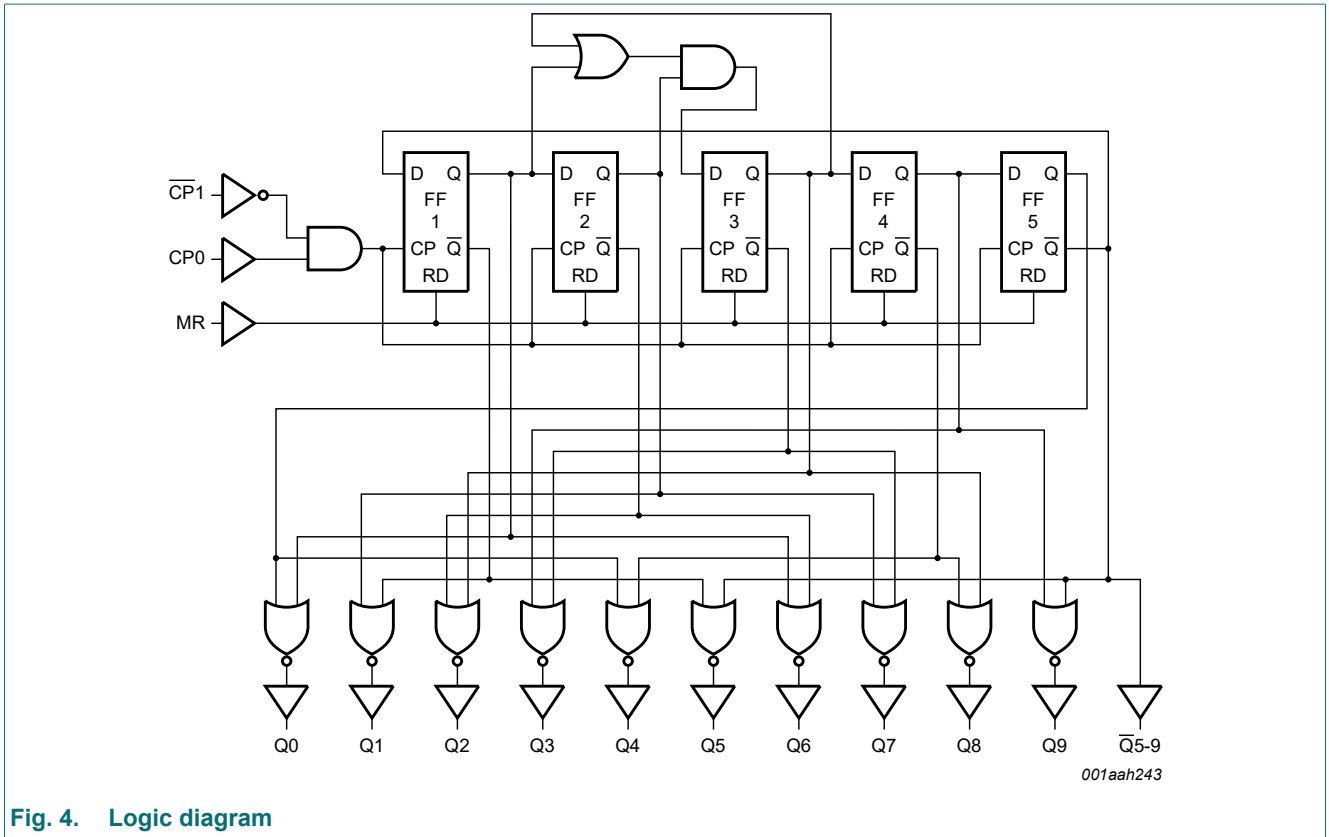 D Q
FF
1
CP Q̅
RD
D Q
FF
2
CP Q̅
RD
D Q
FF
3
CP Q̅
RD
D Q
FF
4
CP Q̅
RD
D Q
FF
5
CP Q̅
RD
C̅P̅1
CP0
MR
Q0 Q1 Q2 Q3 Q4 Q5 Q6 Q7 Q8 Q9 Q̅5-9
001aah243
Fig. 4. Logic diagram